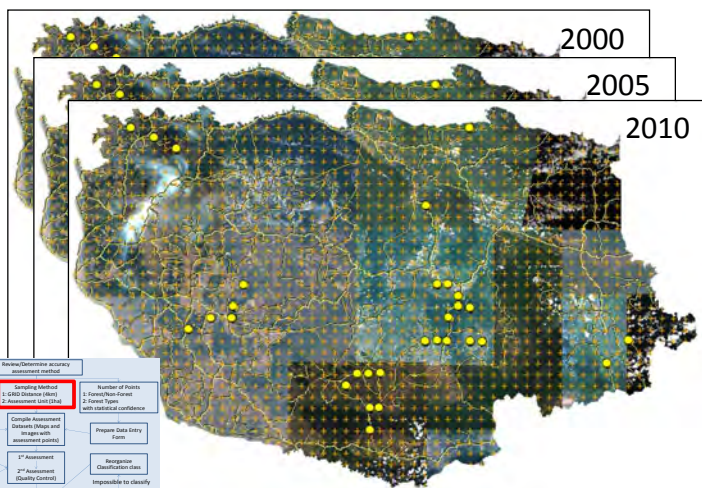 2000
2005
2010
Review/Determine accuracy
assessment method
Sampling Method
1: GRID Distance (4km)
2: Assessment Unit (1ha)
Number of Points
1: Forest/Non-Forest
2: Forest Types
with statistical confidence
Compile Assessment
Datasets (Maps and
Images with
assessment points)
Prepare Data Entry
Form
1st Assessment
2nd Assessment
(Quality Control)
Reorganize
Classification class
Impossible to classify